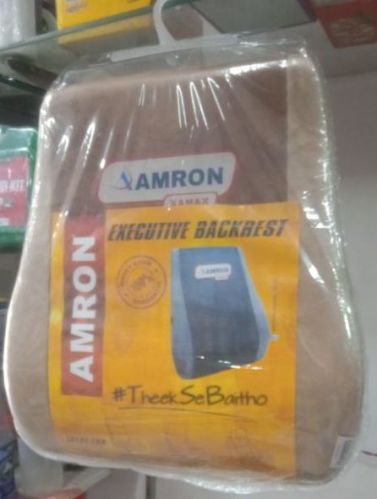 AMRON
XAMAX
EXECUTIVE BACKREST
AMRON
AMRON
#TheekSeBaitho